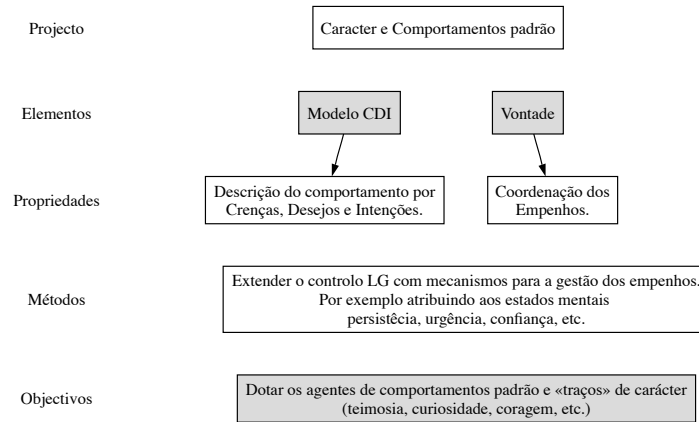 Projecto
Caracter e Comportamentos padrão
Elementos
Modelo CDI
Vontade
Propriedades
Descrição do comportamento por
Crenças, Desejos e Intenções.
Coordenação dos
Empenhos.
Métodos
Extender o controlo LG com mecanismos para a gestão dos empenhos.
Por exemplo atribuindo aos estados mentais
persistêcia, urgência, confiança, etc.
Objectivos
Dotar os agentes de comportamentos padrão e «traços» de carácter
(teimosia, curiosidade, coragem, etc.)